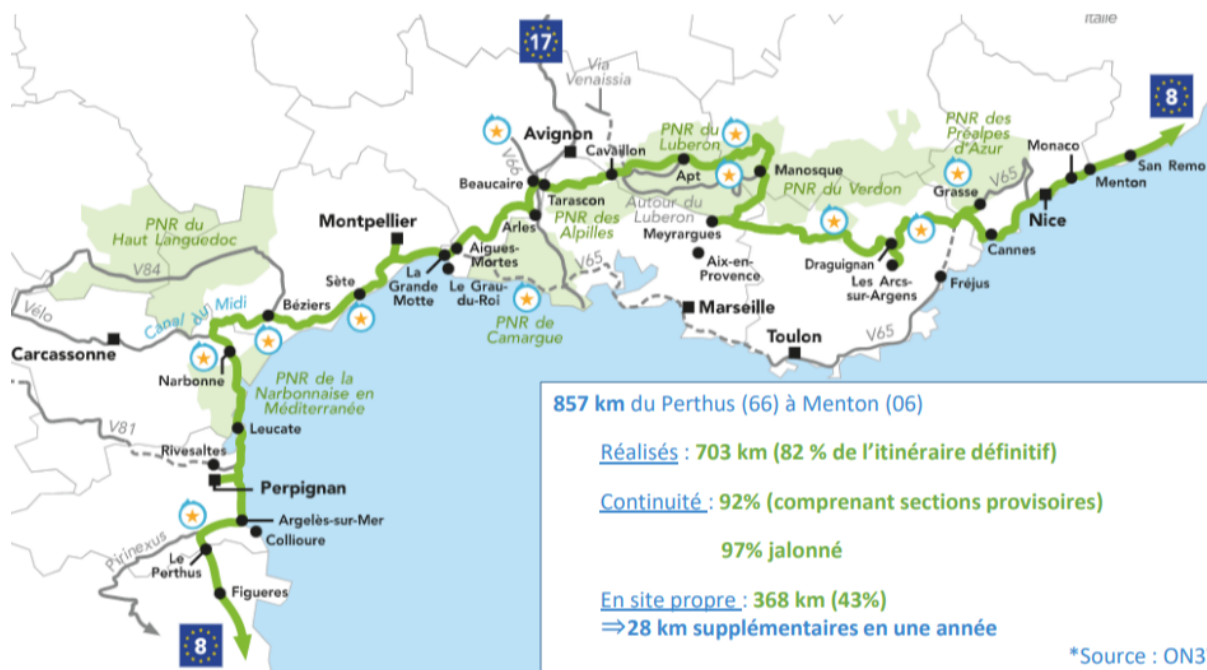 Italie
17
Via
Venaissia
8
Avignon
V66
Cavaillon
PNR du
Luberon
Apt
Manosque
PNR des
Préalpes
d'Azur
Grasse
V65
Monaco
San Remo
Menton
Nice
Cannes
Beaucaire
Tarascon
Autour du
Luberon
PNR du Verdon
Meyrargues
Montpellier
PNR du
Haut Languedoc
Arles
PNR des
Alpilles
Aigues-
Mortes
Aix-en-
Provence
Draguignan
Les Arcs-
sur-Argens
Fréjus
V84
Sète
La
Grande
Motte
Le Grau-
du-Roi
V65
Vélo
Canal du Midi
Béziers
Marseille
PNR de
Camargue
Toulon
V65
Carcassonne
Narbonne
PNR de la
Narbonnaise en
Méditerranée
V81
Leucate
Rivesaltes
Perpignan
Argelès-sur-Mer
Collioure
Pirinexus
Le
Perthus
Figueres
8
857 km du Perthus (66) à Menton (06)
Réalisés : 703 km (82 % de l'itinéraire définitif)
Continuité : 92% (comprenant sections provisoires)
97% jalonné
En site propre : 368 km (43%)
⇒28 km supplémentaires en une année
*Source : ON3